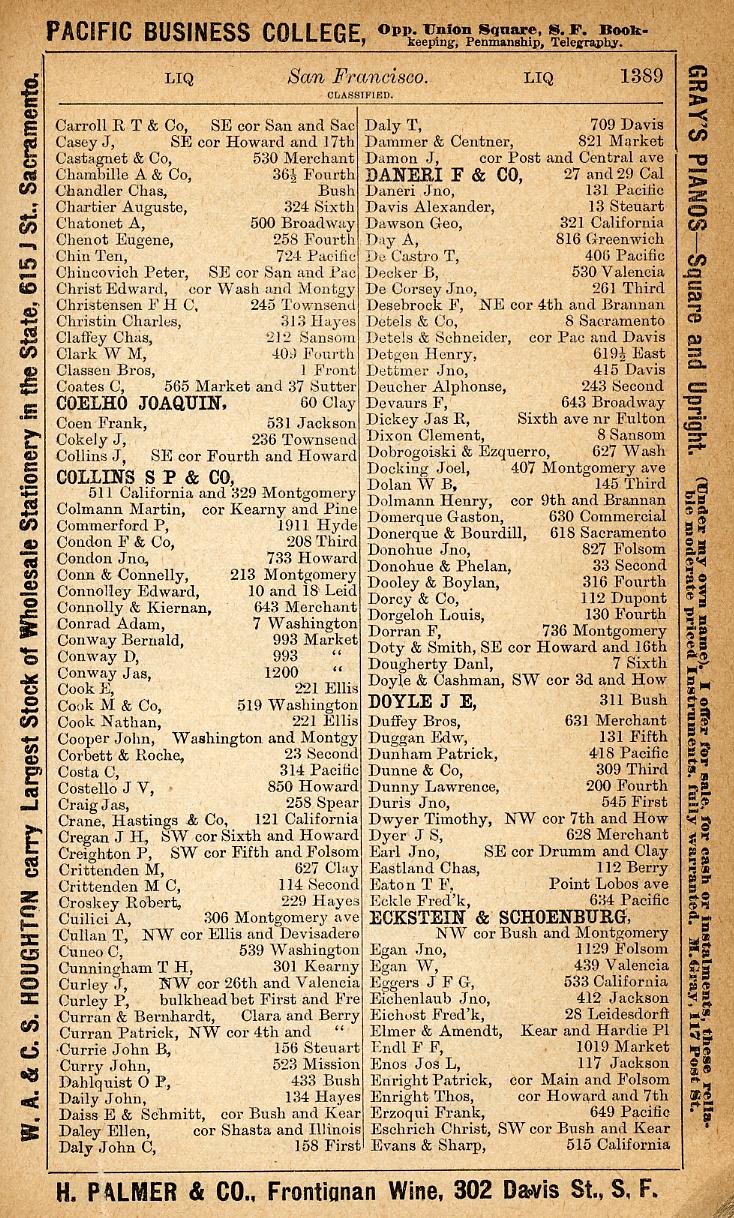 PACIFIC BUSINESS COLLEGE, Opp. Union Square, S. F. Book-
keeping, Penmanship, Telegraphy.
LIQ San Francisco. LIQ 1389
CLASSIFIED.
Carroll R T & Co, SE cor San and Sac
Casey J, SE cor Howard and 17th
Castagnet & Co, 530 Merchant
Chambille A & Co, 36½ Fourth
Chandler Chas, Bush
Chartier Auguste, 324 Sixth
Chatonet A, 500 Broadway
Chenot Eugene, 258 Fourth
Chin Ten, 724 Pacific
Chincovich Peter, SE cor San and Pac
Christ Edward, cor Wash and Montgy
Christensen F H C, 245 Townsend
Christin Charles, 313 Hayes
Claffey Chas, 212 Sansom
Clark W M, 409 Fourth
Classen Bros, 1 Front
Coates C, 565 Market and 37 Sutter
COELHO JOAQUIN, 60 Clay
Coen Frank, 531 Jackson
Cokely J, 236 Townsend
Collins J, SE cor Fourth and Howard
COLLINS S P & CO,
511 California and 329 Montgomery
Colmann Martin, cor Kearny and Pine
Commerford P, 1911 Hyde
Condon F & Co, 208 Third
Condon Jno, 733 Howard
Conn & Connelly, 213 Montgomery
Connolley Edward, 10 and 18 Leid
Connolly & Kiernan, 643 Merchant
Conrad Adam, 7 Washington
Conway Bernald, 993 Market
Conway D, 993 "
Conway Jas, 1200 "
Cook E, 221 Ellis
Cook M & Co, 519 Washington
Cook Nathan, 221 Ellis
Cooper John, Washington and Montgy
Corbett & Roche, 23 Second
Costa C, 314 Pacific
Costello J V, 850 Howard
Craig Jas, 258 Spear
Crane, Hastings & Co, 121 California
Cregan J H, SW cor Sixth and Howard
Creighton P, SW cor Fifth and Folsom
Crittenden M, 627 Clay
Crittenden M C, 114 Second
Croskey Robert, 229 Hayes
Cuilici A, 306 Montgomery ave
Cullan T, NW cor Ellis and Devisadero
Cuneo C, 539 Washington
Cunningham T H, 301 Kearny
Curley J, NW cor 26th and Valencia
Curley P, bulkhead bet First and Fre
Curran & Bernhardt, Clara and Berry
Curran Patrick, NW cor 4th and "
Currie John B, 156 Steuart
Curry John, 523 Mission
Dahlquist O P, 433 Bush
Daily John, 134 Hayes
Daiss E & Schmitt, cor Bush and Kear
Daley Ellen, cor Shasta and Illinois
Daly John C, 158 First
Daly T, 709 Davis
Dammer & Centner, 821 Market
Damon J, cor Post and Central ave
DANERI F & CO, 27 and 29 Cal
Daneri Jno, 131 Pacific
Davis Alexander, 13 Steuart
Dawson Geo, 321 California
Day A, 816 Greenwich
De Castro T, 406 Pacific
Decker B, 530 Valencia
De Corsey Jno, 261 Third
Desebrock F, NE cor 4th and Brannan
Detels & Co, 8 Sacramento
Detels & Schneider, cor Pac and Davis
Detgen Henry, 619½ East
Dettmer Jno, 415 Davis
Deucher Alphonse, 243 Second
Devaurs F, 643 Broadway
Dickey Jas R, Sixth ave nr Fulton
Dixon Clement, 8 Sansom
Dobrogoiski & Ezquerro, 627 Wash
Docking Joel, 407 Montgomery ave
Dolan W B, 145 Third
Dolmann Henry, cor 9th and Brannan
Domerque Gaston, 630 Commercial
Donerque & Bourdill, 618 Sacramento
Donohue Jno, 827 Folsom
Donohue & Phelan, 33 Second
Dooley & Boylan, 316 Fourth
Dorcy & Co, 112 Dupont
Dorgeloh Louis, 130 Fourth
Dorran F, 736 Montgomery
Doty & Smith, SE cor Howard and 16th
Dougherty Danl, 7 Sixth
Doyle & Cashman, SW cor 3d and How
DOYLE J E, 311 Bush
Duffey Bros, 631 Merchant
Duggan Edw, 131 Fifth
Dunham Patrick, 418 Pacific
Dunne & Co, 309 Third
Dunny Lawrence, 200 Fourth
Duris Jno, 545 First
Dwyer Timothy, NW cor 7th and How
Dyer J S, 628 Merchant
Earl Jno, SE cor Drumm and Clay
Eastland Chas, 112 Berry
Eaton T F, Point Lobos ave
Eckle Fred'k, 634 Pacific
ECKSTEIN & SCHOENBURG,
NW cor Bush and Montgomery
Egan Jno, 1129 Folsom
Egan W, 439 Valencia
Eggers J F G, 533 California
Eichenlaub Jno, 412 Jackson
Eichost Fred'k, 28 Leidesdorft
Elmer & Amendt, Kear and Hardie Pl
Endl F F, 1019 Market
Enos Jos L, 117 Jackson
Enright Patrick, cor Main and Folsom
Enright Thos, cor Howard and 7th
Erzoqui Frank, 649 Pacific
Eschrich Christ, SW cor Bush and Kear
Evans & Sharp, 515 California
W. A. & C. S. HOUGHTON carry Largest Stock of Wholesale Stationery in the State, 615 J St., Sacramento.
GRAY'S PIANOS—Square and Upright. (Under my own name). I offer for sale, for cash or instalments, these relia-
ble moderate priced Instruments, fully warranted. M. Gray, 117 Post St.
H. PALMER & CO., Frontignan Wine, 302 Davis St., S. F.